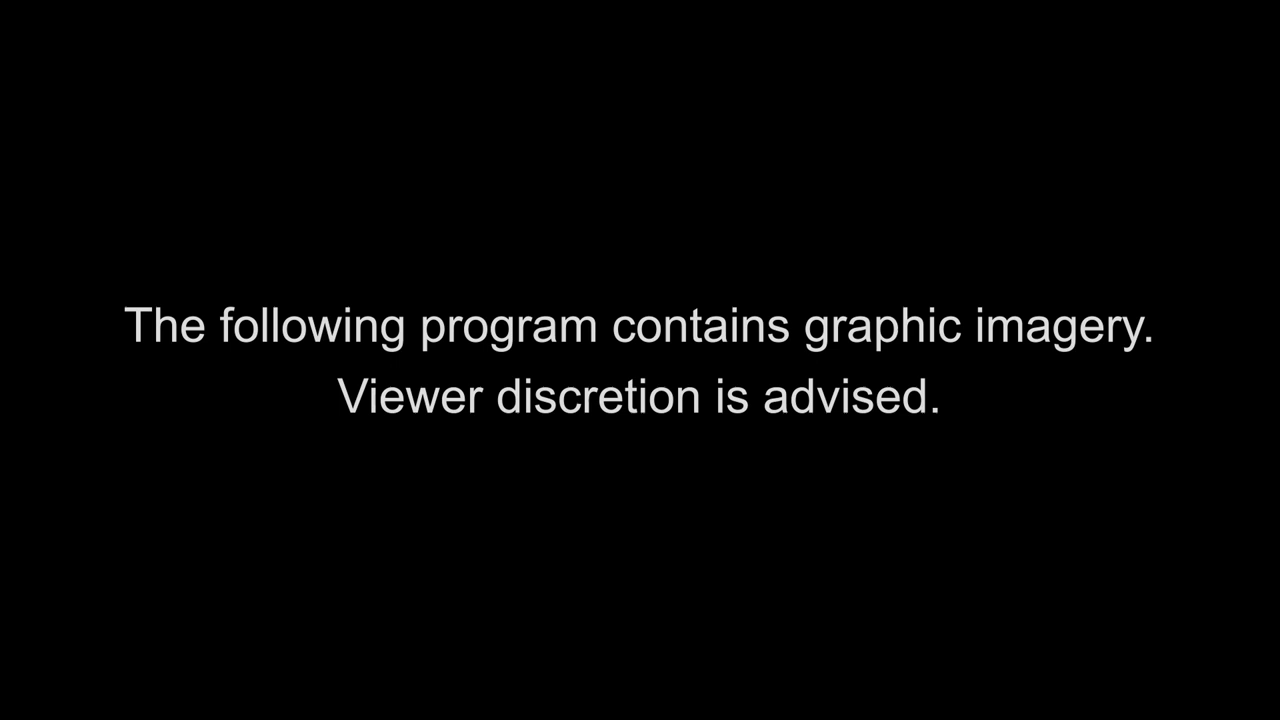 The following program contains graphic imagery.
Viewer discretion is advised.